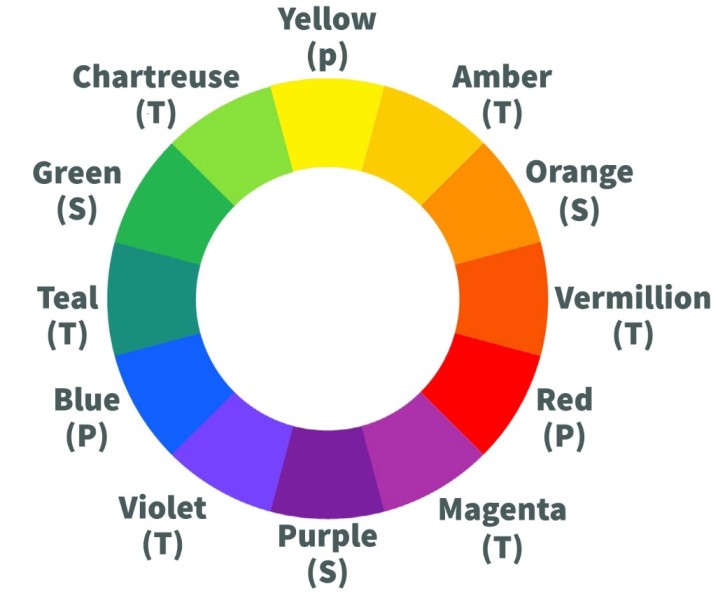 Yellow
(p)
Amber
(T)
Orange
(S)
Vermillion
(T)
Red
(P)
Magenta
(T)
Purple
(S)
Violet
(T)
Blue
(P)
Teal
(T)
Green
(S)
Chartreuse
(T)